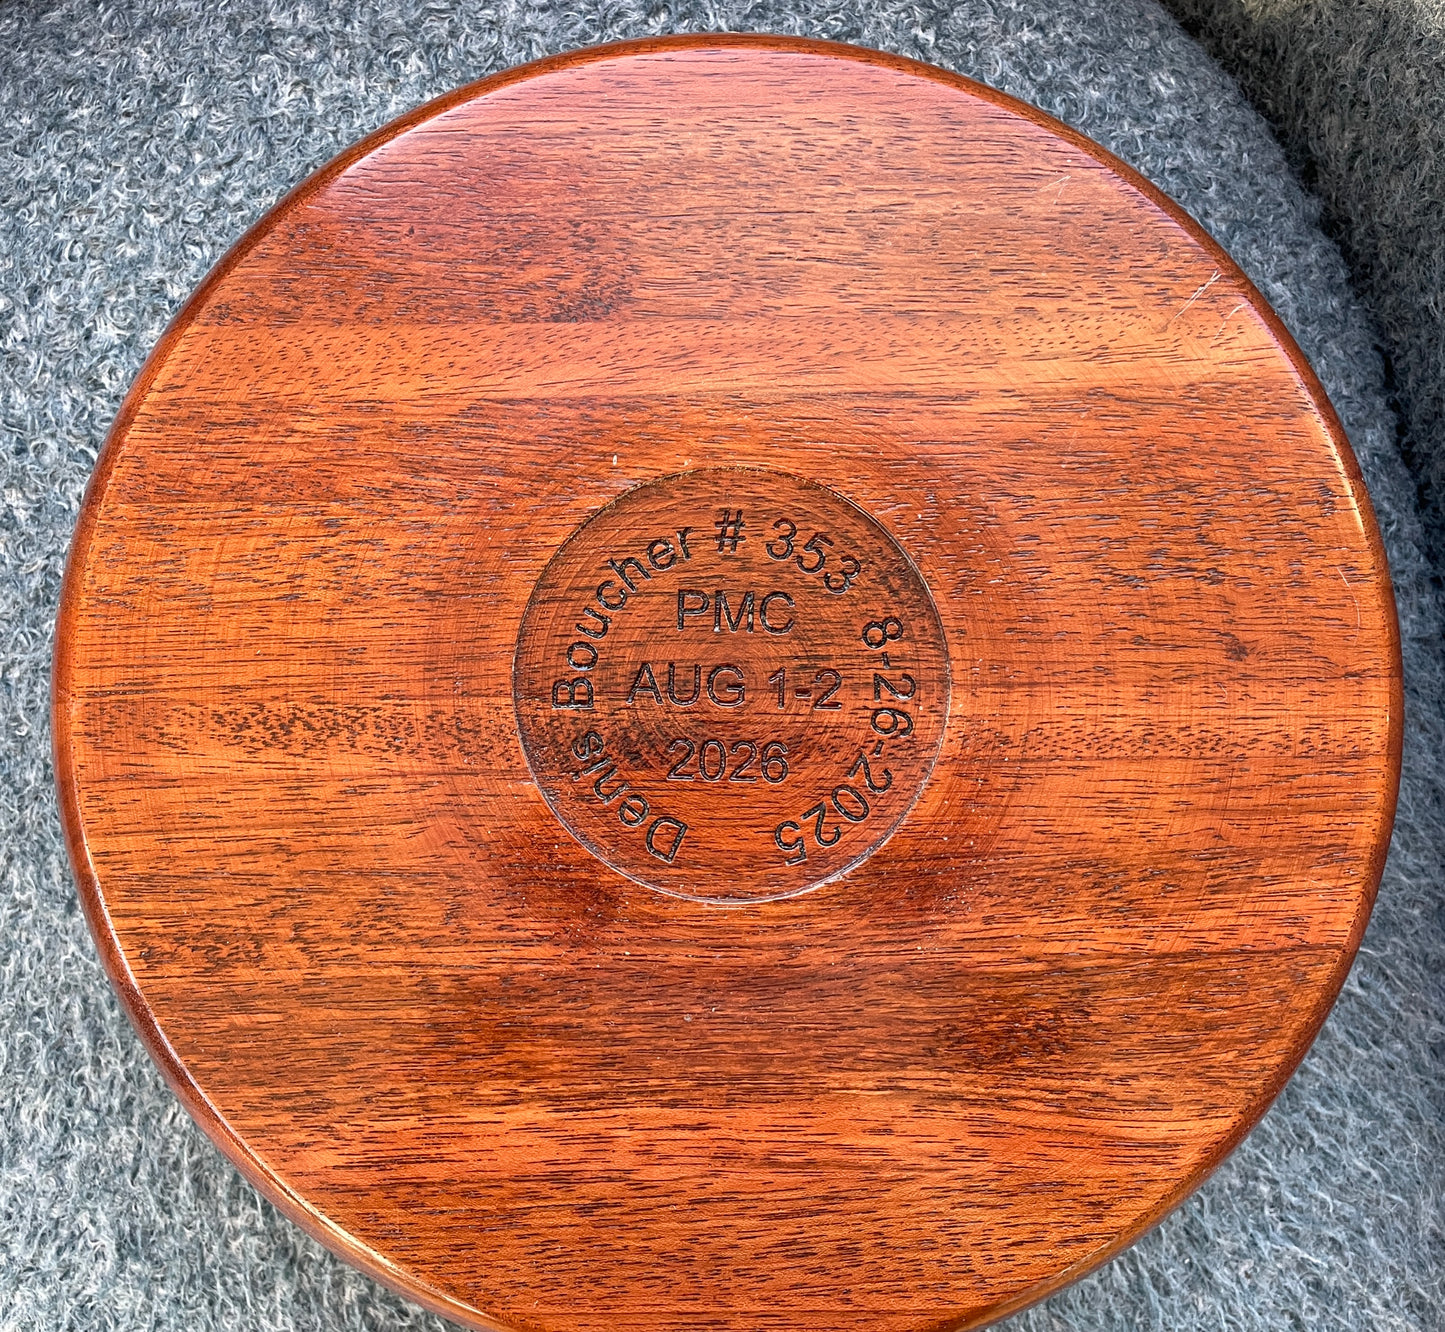 Denis Boucher # 353 8-26-2025
PMC
AUG 1-2
2026